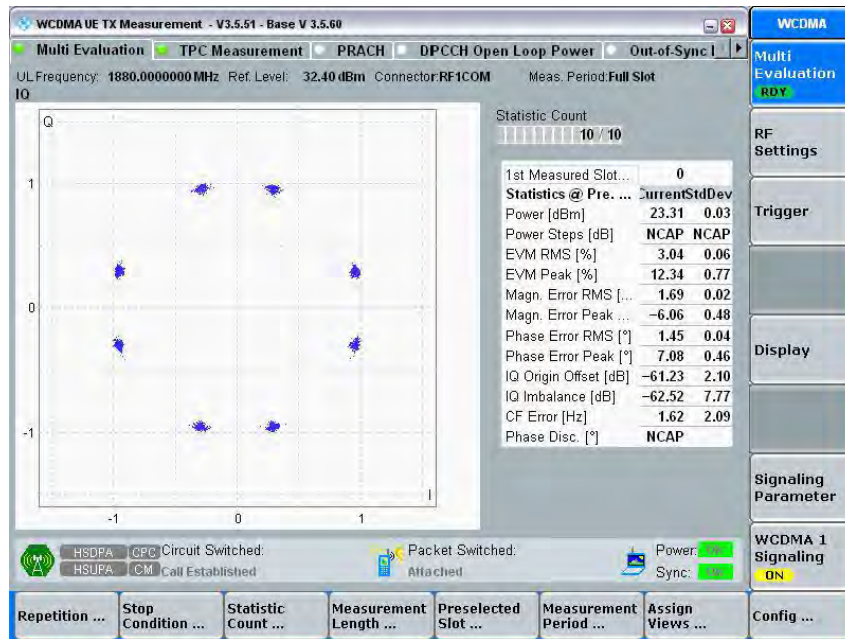 WCDMA UE TX Measurement - V3.5.51 - Base V 3.5.60
WCDMA
Multi Evaluation TPC Measurement PRACH DPCCH Open Loop Power Out-of-Sync
UL Frequency: 1880.0000000 MHz Ref. Level: 32.40 dBm Connector:RF1COM Meas. Period:Full Slot
IQ
Multi
Evaluation
RDY
RF
Settings
Trigger
Display
Signaling
Parameter
WCDMA 1
Signaling
ON
Q
1
0
-1
-1 0 1
I
Statistic Count
10 / 10
1st Measured Slot... 0
Statistics @ Pre. ... CurrentStdDev
Power [dBm] 23.31 0.03
Power Steps [dB] NCAP NCAP
EVM RMS [%] 3.04 0.06
EVM Peak [%] 12.34 0.77
Magn. Error RMS [... 1.69 0.02
Magn. Error Peak ... −6.06 0.48
Phase Error RMS [°] 1.45 0.04
Phase Error Peak [°] 7.08 0.46
IQ Origin Offset [dB] −61.23 2.10
IQ Imbalance [dB] −62.52 7.77
CF Error [Hz] 1.62 2.09
Phase Disc. [°] NCAP
HSDPA CPC Circuit Switched: Packet Switched: Power:
HSUPA CM Call Established Attached Sync:
Repetition ... Stop Condition ... Statistic Count ... Measurement Length ... Preselected Slot ... Measurement Period ... Assign Views ... Config ...